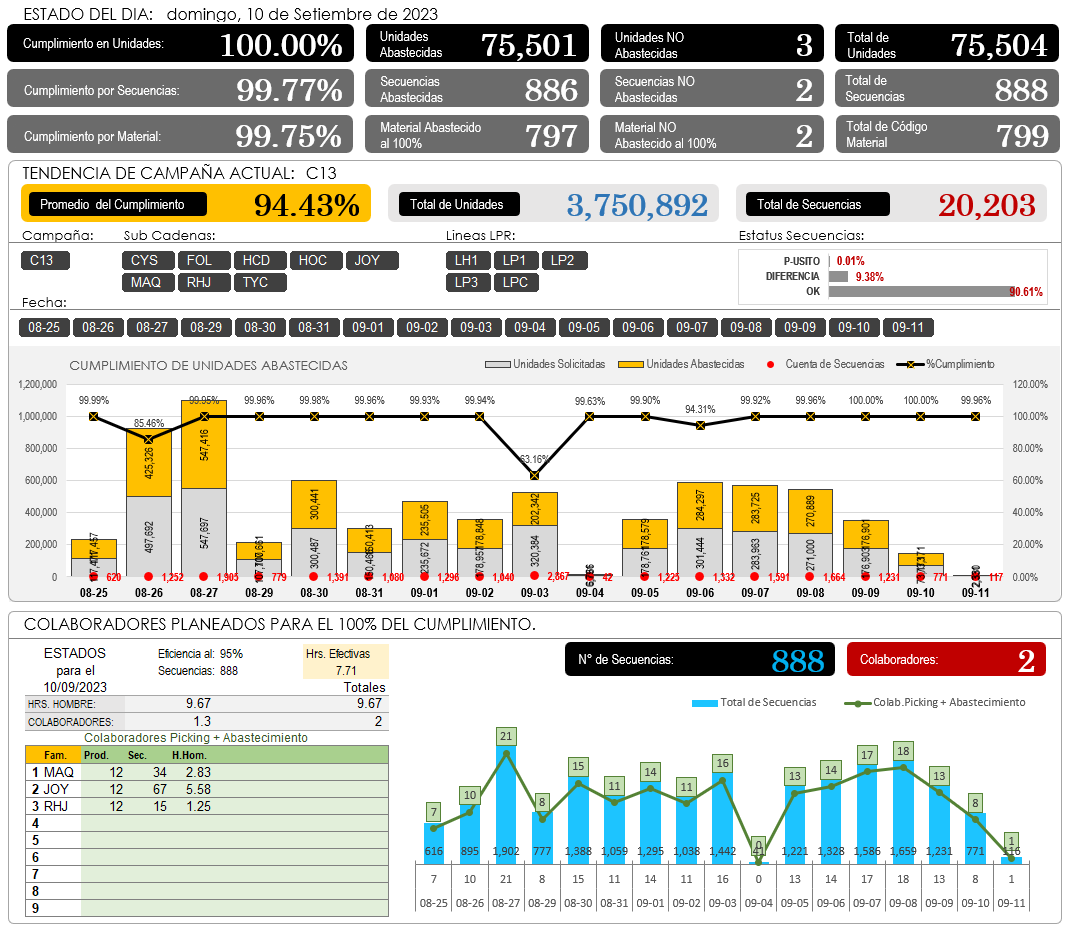 ESTADO DEL DIA: domingo, 10 de Setiembre de 2023
Cumplimiento en Unidades: 100.00%
Unidades Abastecidas 75,501
Unidades NO Abastecidas 3
Total de Unidades 75,504
Cumplimiento por Secuencias: 99.77%
Secuencias Abastecidas 886
Secuencias NO Abastecidas 2
Total de Secuencias 888
Cumplimiento por Material: 99.75%
Material Abastecido al 100% 797
Material NO Abastecido al 100% 2
Total de Código Material 799
TENDENCIA DE CAMPAÑA ACTUAL: C13
Promedio del Cumplimiento 94.43%
Total de Unidades 3,750,892
Total de Secuencias 20,203
Campaña: Sub Cadenas: Lineas LPR: Estatus Secuencias:
C13 CYS FOL HCD HOC JOY LH1 LP1 LP2
MAQ RHJ TYC LP3 LPC
P-USITO 0.01%
DIFERENCIA 9.38%
OK 90.61%
Fecha:
08-25 08-26 08-27 08-29 08-30 08-31 09-01 09-02 09-03 09-04 09-05 09-06 09-07 09-08 09-09 09-10 09-11
CUMPLIMIENTO DE UNIDADES ABASTECIDAS
Unidades Solicitadas Unidades Abastecidas Cuenta de Secuencias %Cumplimiento
1,200,000 120.00%
1,000,000 100.00%
800,000 80.00%
600,000 60.00%
400,000 40.00%
200,000 20.00%
0 0.00%
99.99% 85.46% 99.95% 99.96% 99.98% 99.96% 99.93% 99.94% 63.16% 99.63% 99.90% 94.31% 99.92% 99.96% 100.00% 100.00% 99.96%
425,326 547,416 300,441 235,505 178,848 202,342 178,579 284,297 283,725 270,889 176,901
497,692 547,697 300,487 235,672 178,957 320,384 178,761 301,444 283,963 271,000 176,903
620 1,252 1,905 779 1,391 1,080 1,296 1,040 2,867 42 1,225 1,332 1,591 1,664 1,231 771 117
08-25 08-26 08-27 08-29 08-30 08-31 09-01 09-02 09-03 09-04 09-05 09-06 09-07 09-08 09-09 09-10 09-11
COLABORADORES PLANEADOS PARA EL 100% DEL CUMPLIMIENTO.
ESTADOS
para el
10/09/2023
Eficiencia al: 95%
Secuencias: 888
Hrs. Efectivas
7.71
Totales
HRS. HOMBRE: 9.67 9.67
COLABORADORES: 1.3 2
Colaboradores Picking + Abastecimiento
Fam. Prod. Sec. H.Hom.
1 MAQ 12 34 2.83
2 JOY 12 67 5.58
3 RHJ 12 15 1.25
4
5
6
7
8
9
N° de Secuencias: 888
Colaboradores: 2
Total de Secuencias Colab.Picking + Abastecimiento
7 10 21 8 15 11 14 11 16 0 13 14 17 18 13 8 1
616 895 1,902 777 1,388 1,059 1,295 1,038 1,442 41 1,221 1,328 1,586 1,659 1,231 771 116
7 10 21 8 15 11 14 11 16 0 13 14 17 18 13 8 1
08-25 08-26 08-27 08-29 08-30 08-31 09-01 09-02 09-03 09-04 09-05 09-06 09-07 09-08 09-09 09-10 09-11